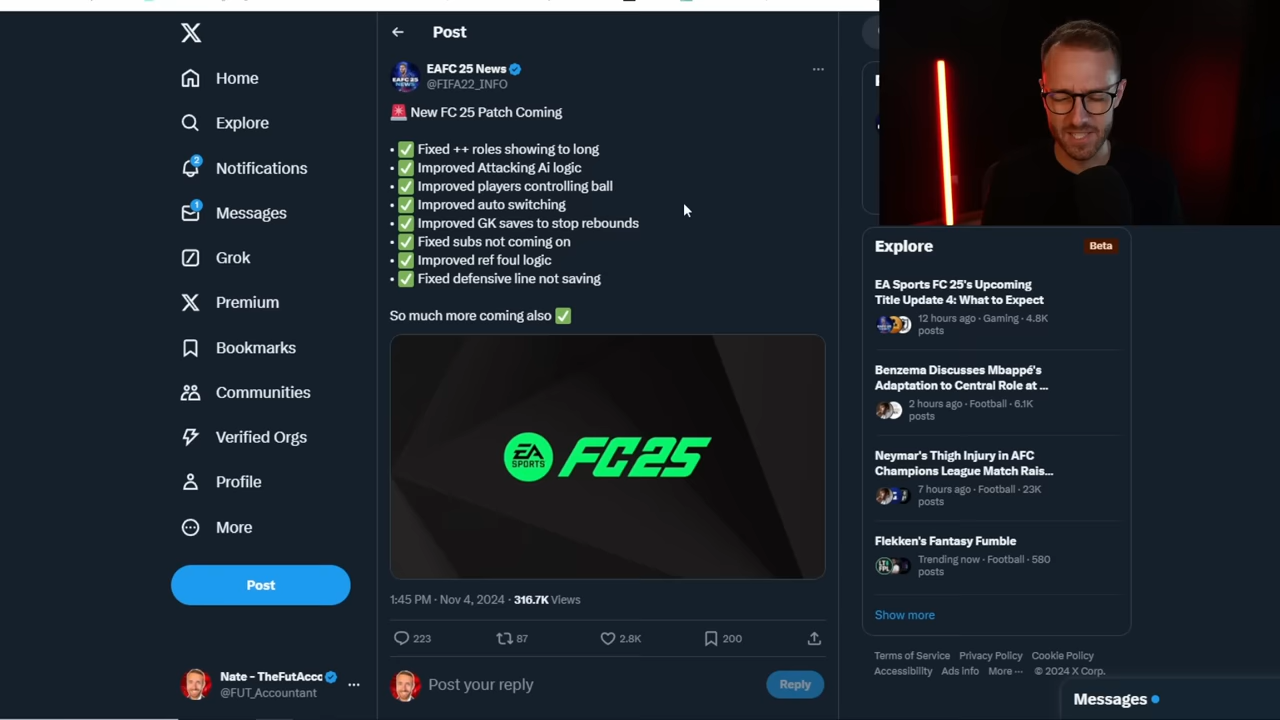 Home
Explore
2
Notifications
1
Messages
Grok
Premium
Bookmarks
Communities
Verified Orgs
Profile
More
Post
Nate - TheFutAcc
@FUT_Accountant
Post
EAFC 25 NEWS
EAFC 25 News
@FIFA22_INFO
New FC 25 Patch Coming
• ✅ Fixed ++ roles showing to long
• ✅ Improved Attacking Ai logic
• ✅ Improved players controlling ball
• ✅ Improved auto switching
• ✅ Improved GK saves to stop rebounds
• ✅ Fixed subs not coming on
• ✅ Improved ref foul logic
• ✅ Fixed defensive line not saving
So much more coming also ✅
EA SPORTS FC25
1:45 PM · Nov 4, 2024 · 316.7K Views
223 87 2.8K 200
Post your reply
Reply
Explore
Beta
EA Sports FC 25's Upcoming
Title Update 4: What to Expect
12 hours ago · Gaming · 4.8K
posts
Benzema Discusses Mbappé's
Adaptation to Central Role at ...
2 hours ago · Football · 6.1K
posts
Neymar's Thigh Injury in AFC
Champions League Match Rais...
7 hours ago · Football · 23K
posts
Flekken's Fantasy Fumble
Trending now · Football · 580
posts
Show more
Terms of Service Privacy Policy Cookie Policy
Accessibility Ads info More ··· © 2024 X Corp.
Messages